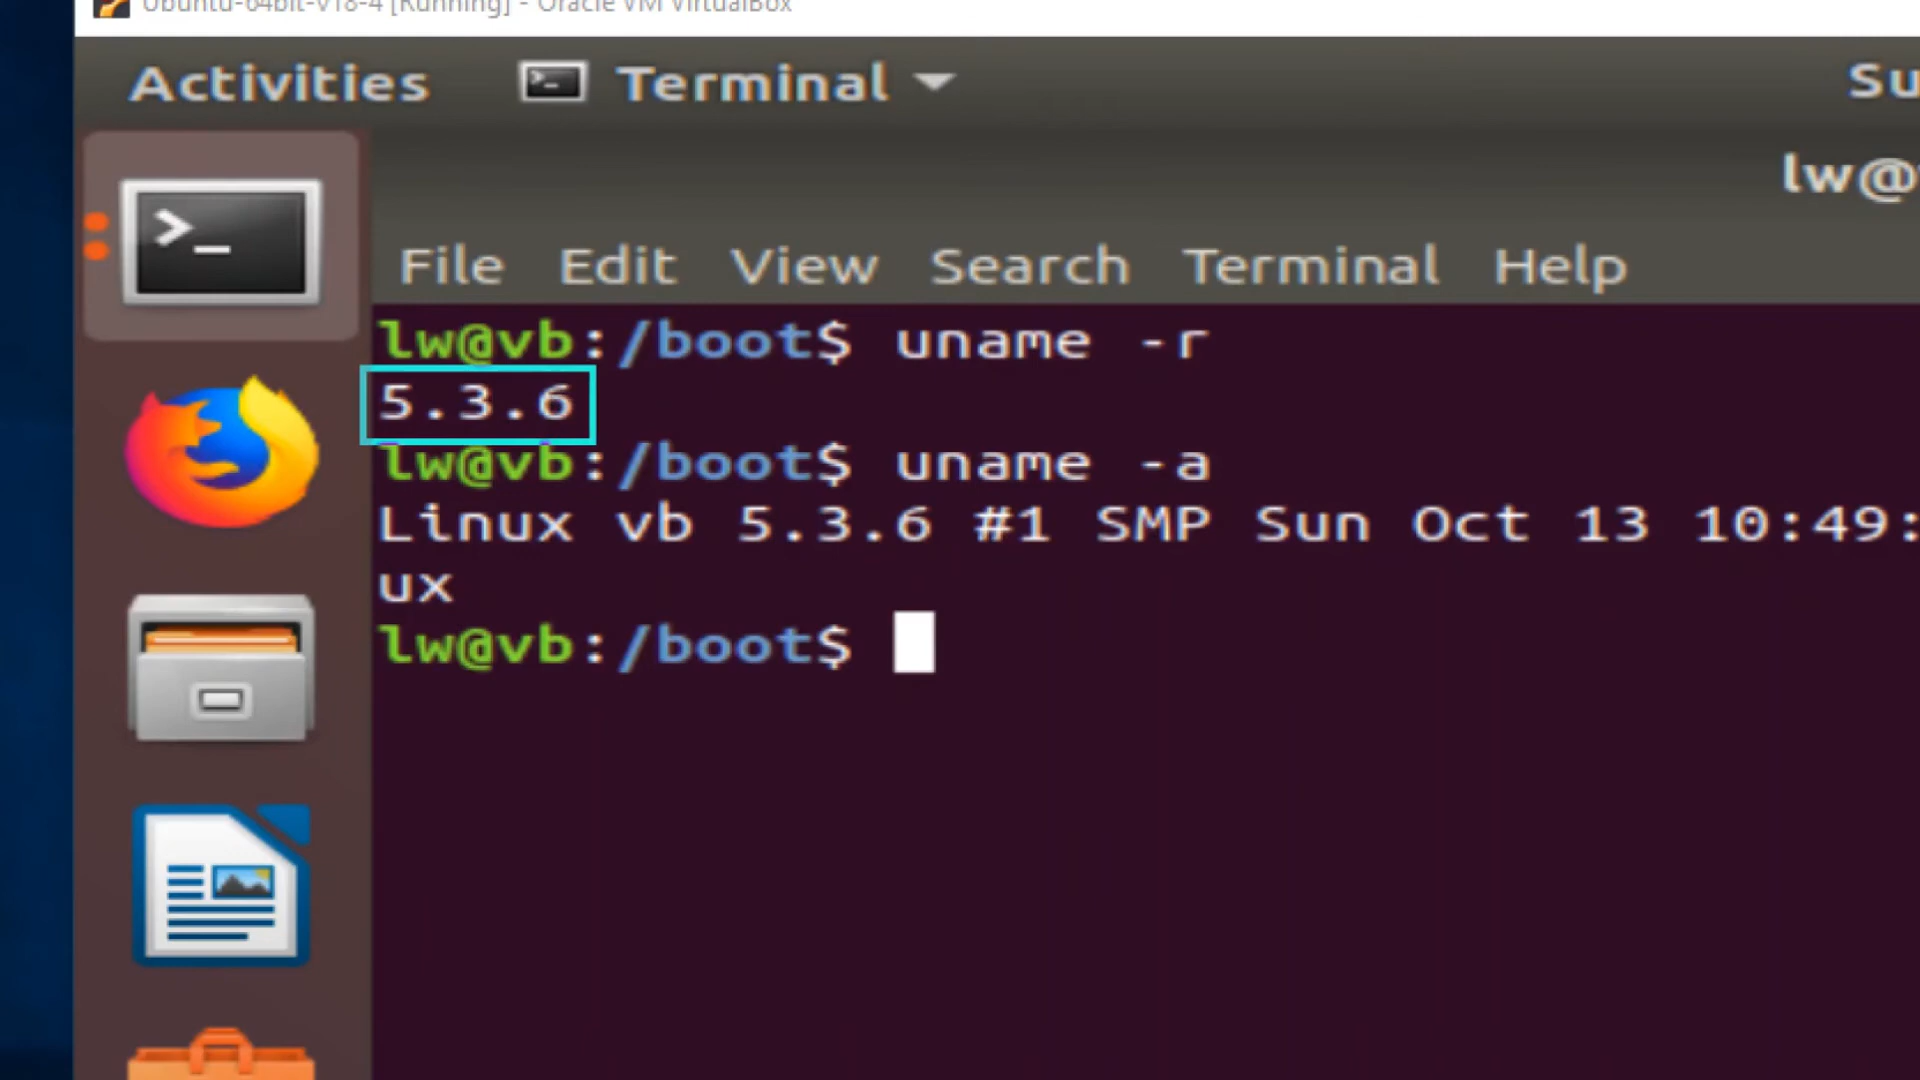 Ubuntu-64bit-v18-4 [Running] - Oracle VM VirtualBox
Activities Terminal Su
lw@
File Edit View Search Terminal Help
lw@vb:/boot$ uname -r
5.3.6
lw@vb:/boot$ uname -a
Linux vb 5.3.6 #1 SMP Sun Oct 13 10:49:
ux
lw@vb:/boot$